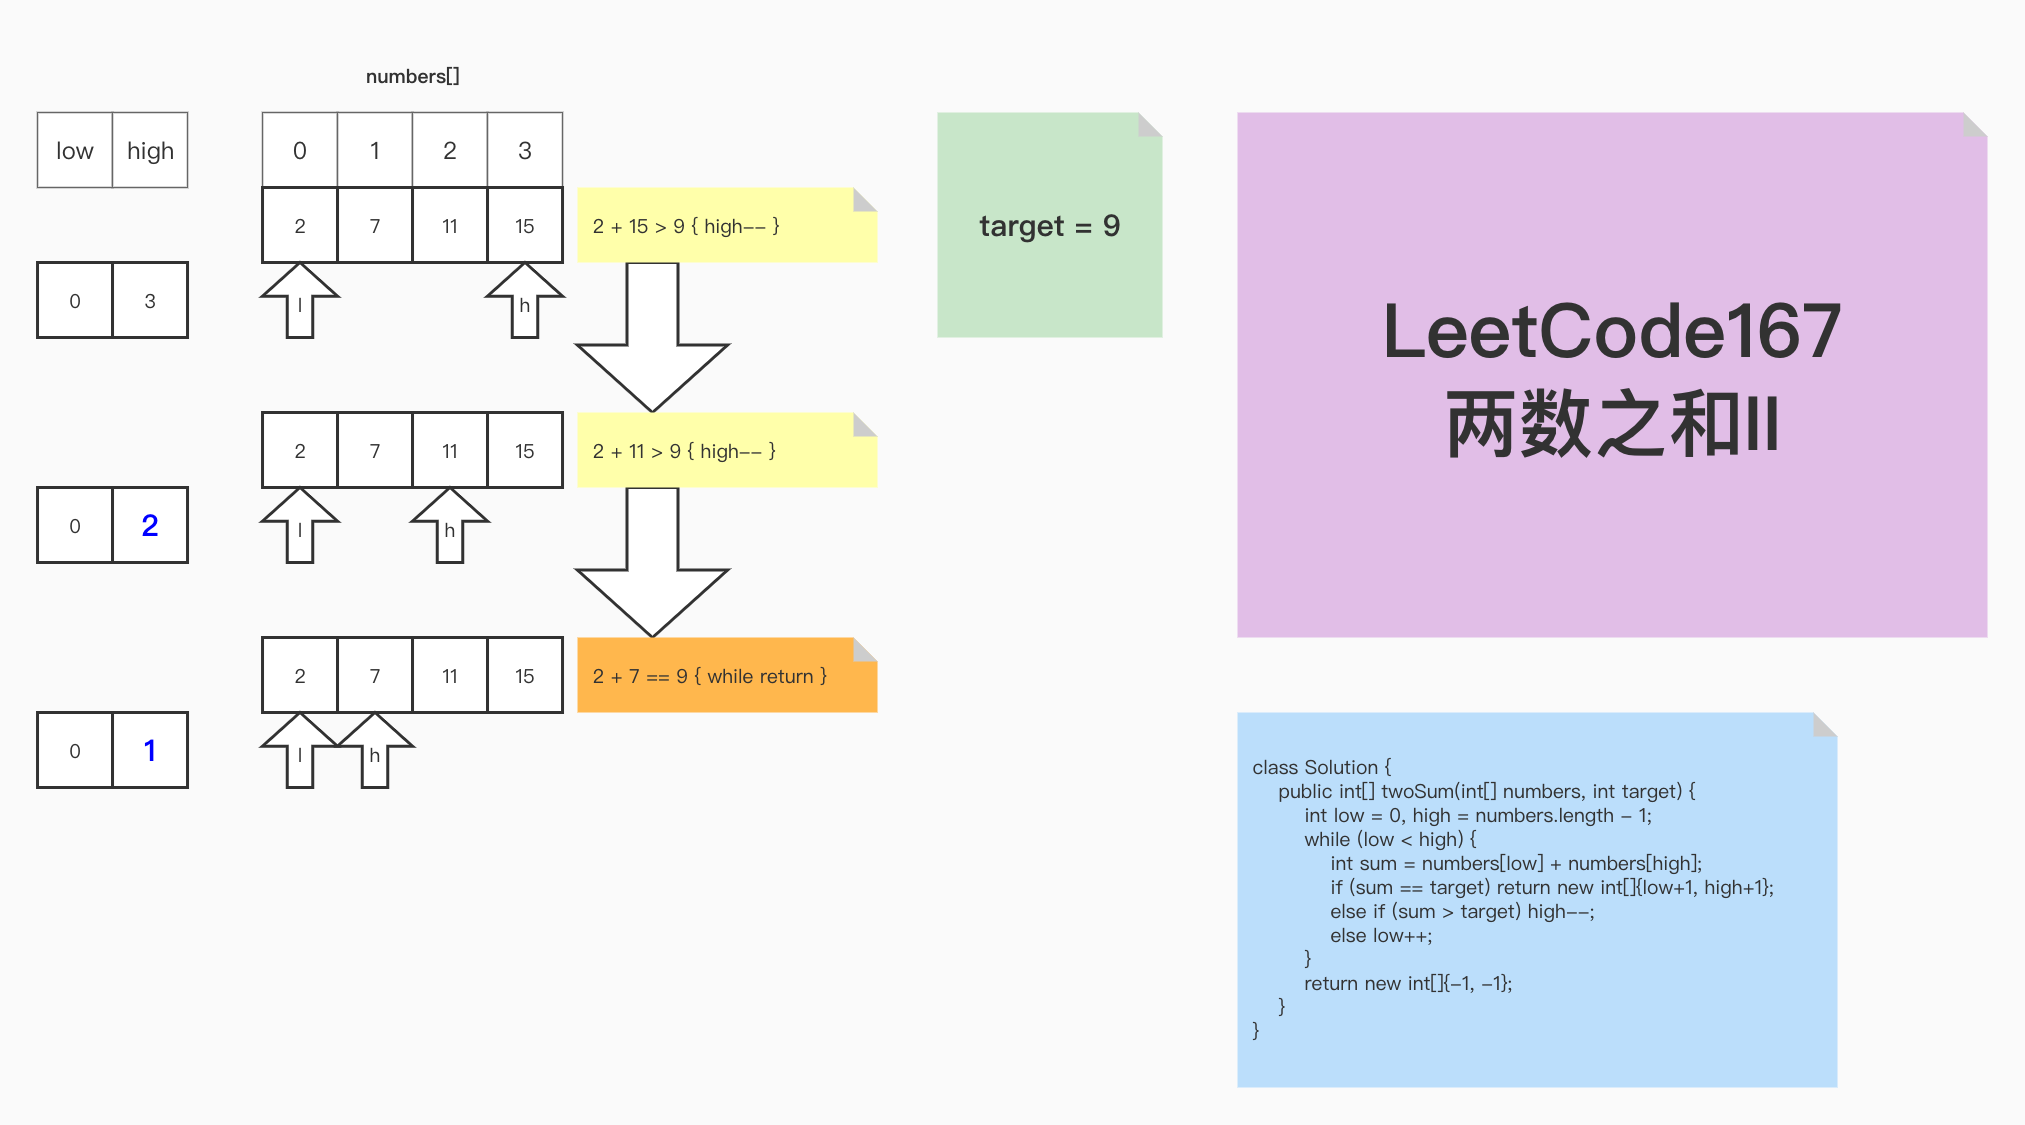 numbers[]
low high
0 1 2 3
2 7 11 15
2 + 15 > 9 { high-- }
0 3
l h
2 7 11 15
2 + 11 > 9 { high-- }
0 2
l h
2 7 11 15
2 + 7 == 9 { while return }
0 1
l h
target = 9
LeetCode167
两数之和II
class Solution {
public int[] twoSum(int[] numbers, int target) {
int low = 0, high = numbers.length - 1;
while (low < high) {
int sum = numbers[low] + numbers[high];
if (sum == target) return new int[]{low+1, high+1};
else if (sum > target) high--;
else low++;
}
return new int[]{-1, -1};
}
}